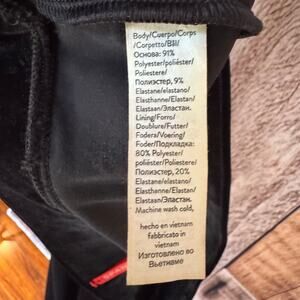 Body/Cuerpo/Corps
/Corpetto/Bāl/
Основа: 91%
Polyester/poliéster/
Poliestere/
Полиэстер, 9%
Elastane/elastano/
Elasthanne/Elastan/
Elastaan/Эластан.
Lining/Forro/
Doublure/Futter/
Fodera/Voering/
Foder/Подкладка:
80% Polyester/
poliéster/Poliestere/
Полиэстер, 20%
Elastane/elastano/
Elasthanne/Elastan/
Elastaan/Эластан.
Machine wash cold,
hecho en vietnam
fabbricato in
vietnam
Изготовлено во
Вьетнаме